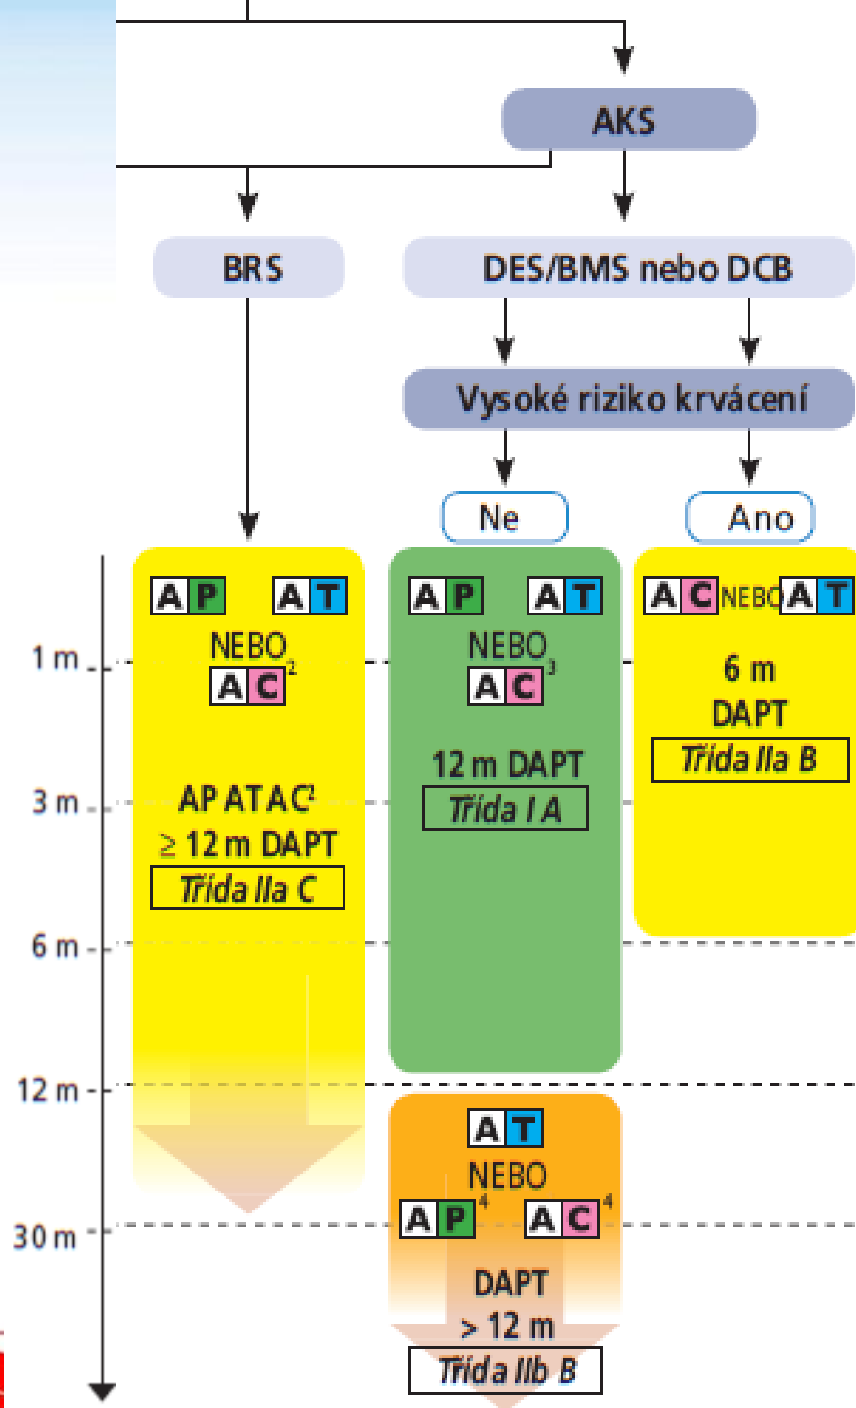 AKS
BRS
DES/BMS nebo DCB
Vysoké riziko krvácení
Ne
Ano
A P A T
NEBO
A C 2
AP AT AC2
≥ 12 m DAPT
Třída IIa C
A P A T
NEBO
A C 3
12 m DAPT
Třída I A
A C NEBO A T
6 m
DAPT
Třída IIa B
A T
NEBO
A P 4 A C 4
DAPT
> 12 m
Třída IIb B
1 m
3 m
6 m
12 m
30 m